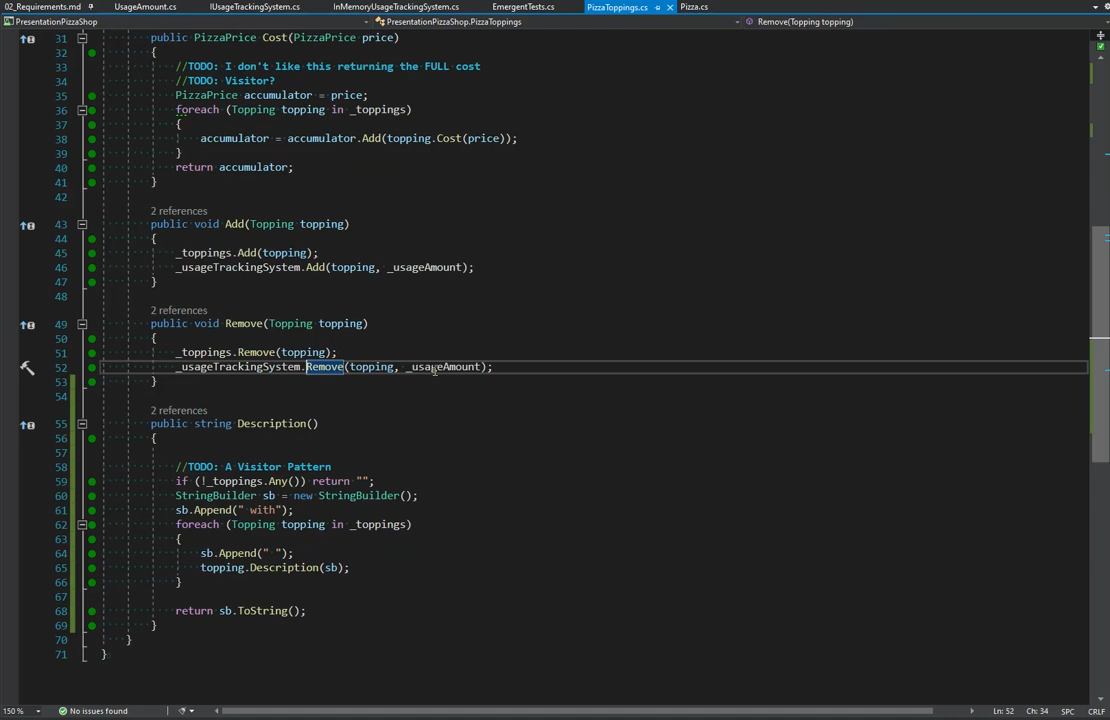 02_Requirements.md
UsageAmount.cs
IUsageTrackingSystem.cs
InMemoryUsageTrackingSystem.cs
EmergentTests.cs
PizzaToppings.cs
Pizza.cs
PresentationPizzaShop
PresentationPizzaShop.PizzaToppings
Remove(Topping topping)
31 public PizzaPrice Cost(PizzaPrice price)
32 {
33 //TODO: I don't like this returning the FULL cost
34 //TODO: Visitor?
35 PizzaPrice accumulator = price;
36 foreach (Topping topping in _toppings)
37 {
38 accumulator = accumulator.Add(topping.Cost(price));
39 }
40 return accumulator;
41 }
42
2 references
43 public void Add(Topping topping)
44 {
45 _toppings.Add(topping);
46 _usageTrackingSystem.Add(topping, _usageAmount);
47 }
48
2 references
49 public void Remove(Topping topping)
50 {
51 _toppings.Remove(topping);
52 _usageTrackingSystem.Remove(topping, _usageAmount);
53 }
54
2 references
55 public string Description()
56 {
57
58 //TODO: A Visitor Pattern
59 if (!_toppings.Any()) return "";
60 StringBuilder sb = new StringBuilder();
61 sb.Append(" with");
62 foreach (Topping topping in _toppings)
63 {
64 sb.Append(" ");
65 topping.Description(sb);
66 }
67
68 return sb.ToString();
69 }
70 }
71 }
150 % No issues found Ln: 52 Ch: 34 SPC CRLF